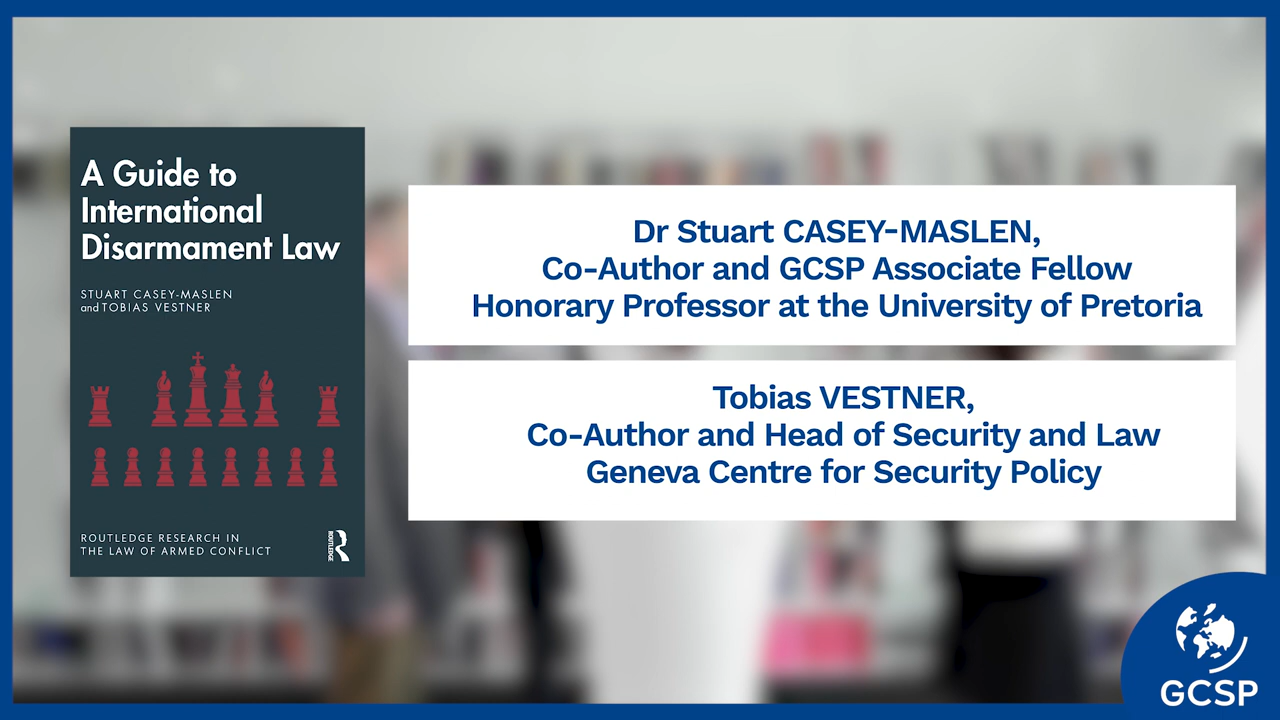 A Guide to
International
Disarmament Law
STUART CASEY-MASLEN
and TOBIAS VESTNER
ROUTLEDGE RESEARCH IN
THE LAW OF ARMED CONFLICT
ROUTLEDGE
Dr Stuart CASEY-MASLEN,
Co-Author and GCSP Associate Fellow
Honorary Professor at the University of Pretoria
Tobias VESTNER,
Co-Author and Head of Security and Law
Geneva Centre for Security Policy
GCSP